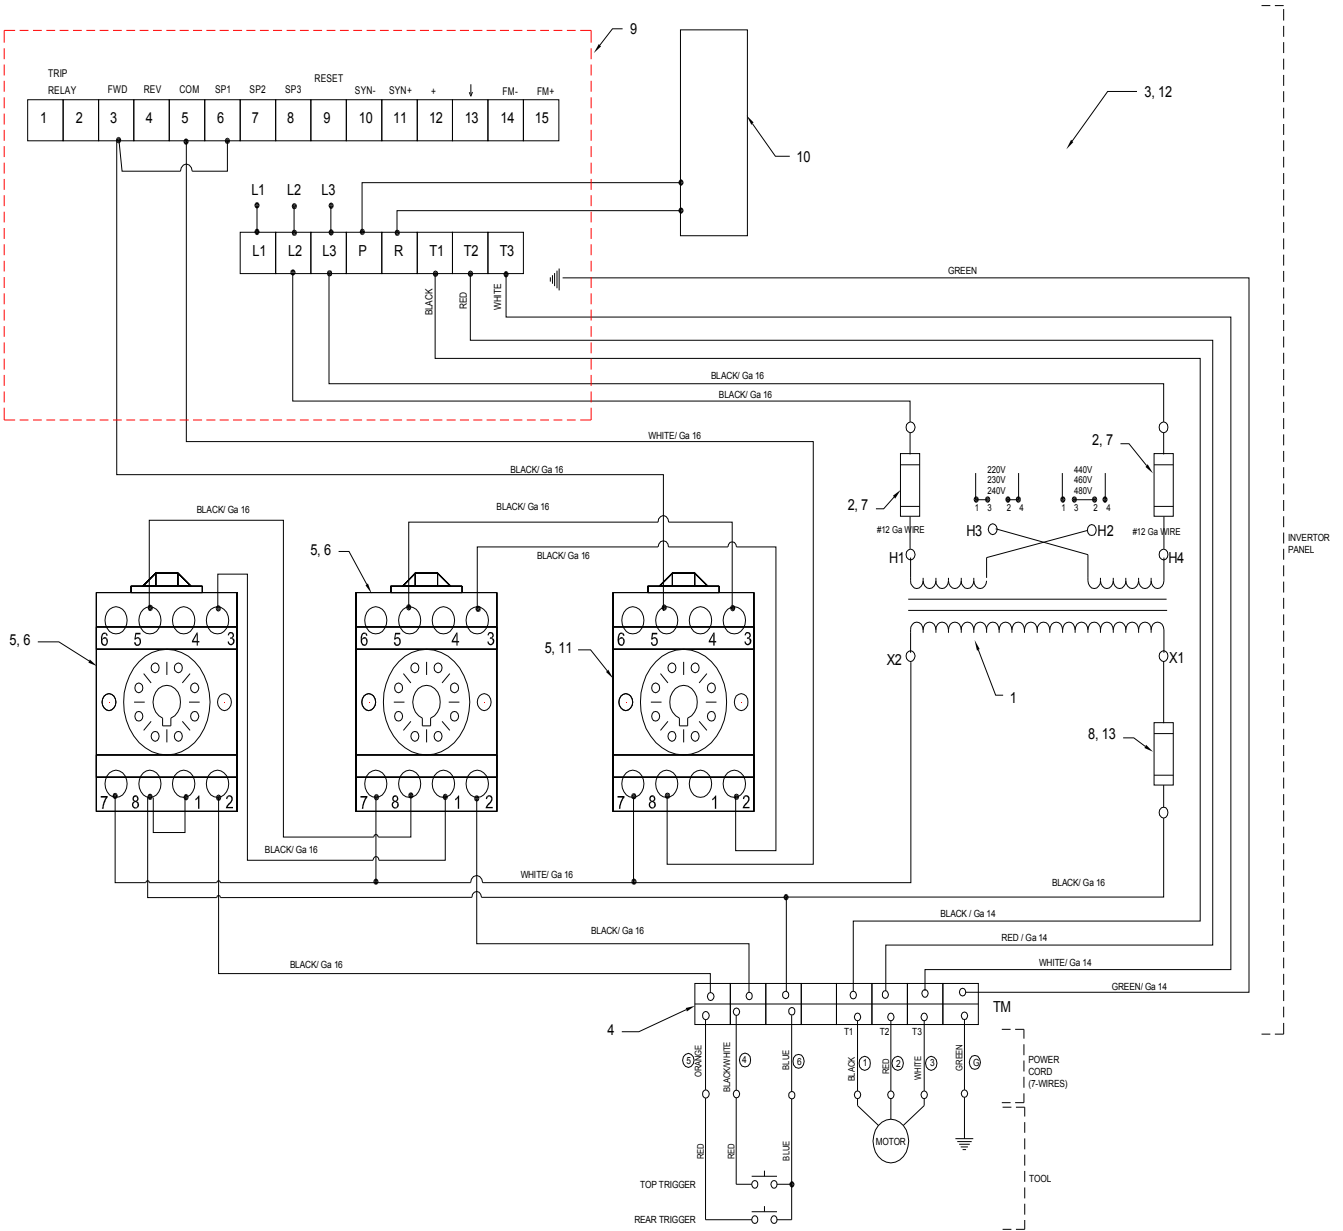 9
3, 12
10
TRIP
RELAY FWD REV COM SP1 SP2 SP3 RESET SYN- SYN+ + ↓ FM- FM+
1 2 3 4 5 6 7 8 9 10 11 12 13 14 15
L1 L2 L3
L1 L2 L3 P R T1 T2 T3
BLACK RED WHITE
GREEN
BLACK/ Ga 16
BLACK/ Ga 16
WHITE/ Ga 16
BLACK/ Ga 16
BLACK/ Ga 16
BLACK/ Ga 16
BLACK/ Ga 16
2, 7
2, 7
220V
230V
240V
1 3 2 4
440V
460V
480V
1 3 2 4
#12 Ga WIRE
#12 Ga WIRE
H1 H3 H2 H4
INVERTOR
PANEL
5, 6
5, 6
5, 11
6 5 4 3
6 5 4 3
6 5 4 3
X2 X1
1
8, 13
7 8 1 2
7 8 1 2
7 8 1 2
BLACK/ Ga 16
WHITE/ Ga 16
BLACK/ Ga 16
BLACK / Ga 14
BLACK/ Ga 16
RED / Ga 14
BLACK/ Ga 16
WHITE/ Ga 14
GREEN/ Ga 14
TM
4
T1 T2 T3
5 ORANGE
BLACK/WHITE 4
BLUE 6
BLACK 1
RED 2
WHITE 3
GREEN G
POWER
CORD
(7-WIRES)
RED RED BLUE
MOTOR
TOOL
TOP TRIGGER
REAR TRIGGER